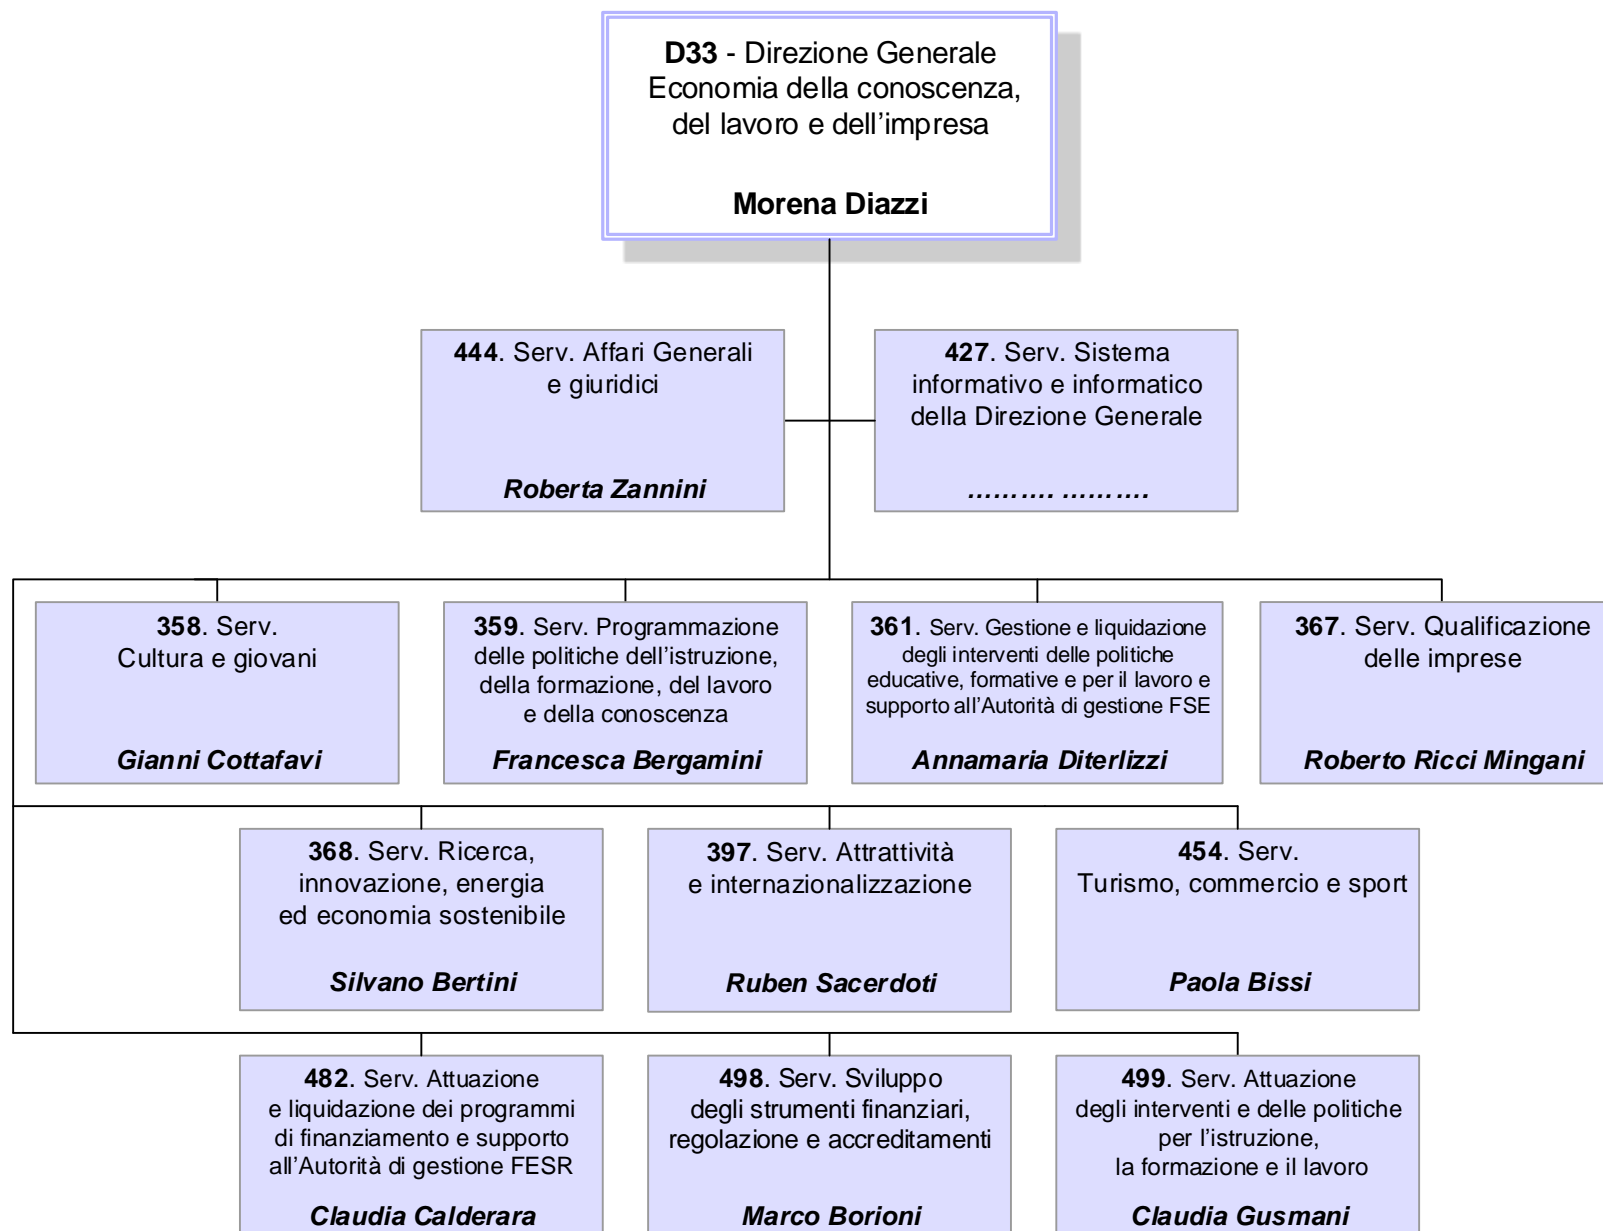 D33 - Direzione Generale
Economia della conoscenza,
del lavoro e dell'impresa
Morena Diazzi
444. Serv. Affari Generali
e giuridici
Roberta Zannini
427. Serv. Sistema
informativo e informatico
della Direzione Generale
………. ……….
358. Serv.
Cultura e giovani
Gianni Cottafavi
359. Serv. Programmazione
delle politiche dell'istruzione,
della formazione, del lavoro
e della conoscenza
Francesca Bergamini
361. Serv. Gestione e liquidazione
degli interventi delle politiche
educative, formative e per il lavoro e
supporto all'Autorità di gestione FSE
Annamaria Diterlizzi
367. Serv. Qualificazione
delle imprese
Roberto Ricci Mingani
368. Serv. Ricerca,
innovazione, energia
ed economia sostenibile
Silvano Bertini
397. Serv. Attrattività
e internazionalizzazione
Ruben Sacerdoti
454. Serv.
Turismo, commercio e sport
Paola Bissi
482. Serv. Attuazione
e liquidazione dei programmi
di finanziamento e supporto
all'Autorità di gestione FESR
Claudia Calderara
498. Serv. Sviluppo
degli strumenti finanziari,
regolazione e accreditamenti
Marco Borioni
499. Serv. Attuazione
degli interventi e delle politiche
per l'istruzione,
la formazione e il lavoro
Claudia Gusmani